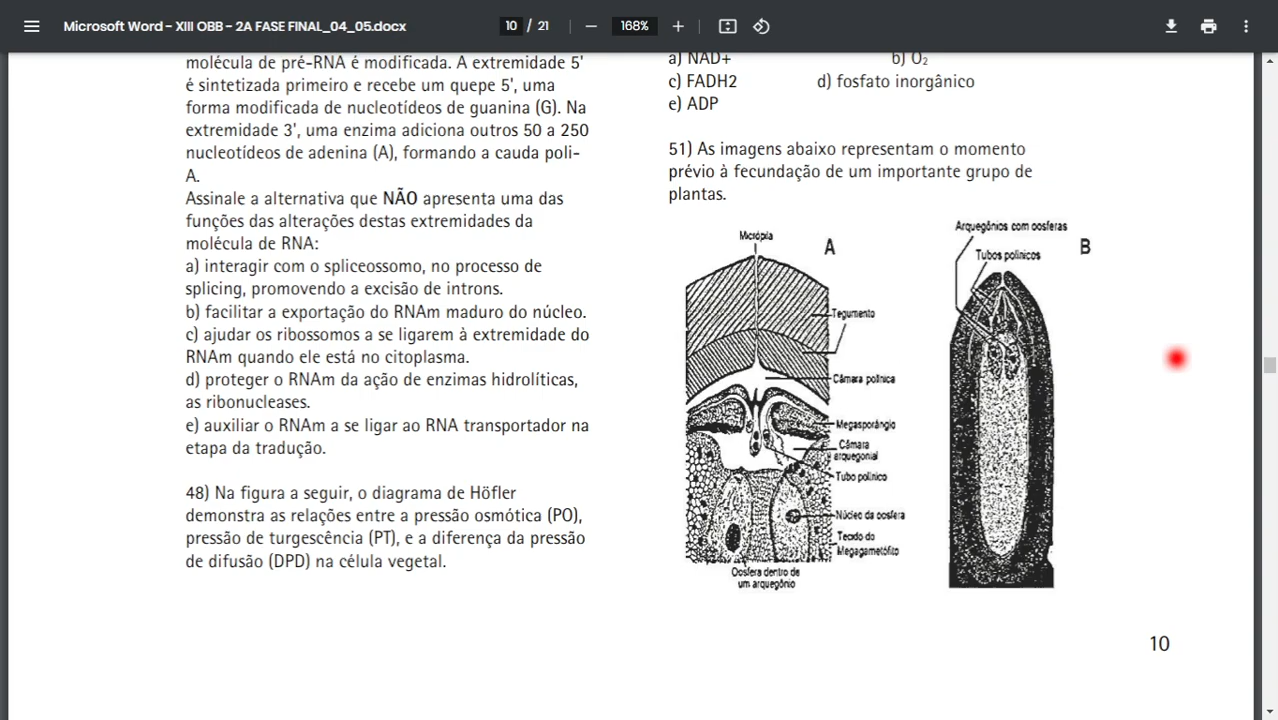 Microsoft Word - XIII OBB - 2A FASE FINAL_04_05.docx
10 / 21
168%
molécula de pré-RNA é modificada. A extremidade 5'
é sintetizada primeiro e recebe um quepe 5', uma
forma modificada de nucleotídeos de guanina (G). Na
extremidade 3', uma enzima adiciona outros 50 a 250
nucleotídeos de adenina (A), formando a cauda poli-
A.
Assinale a alternativa que NÃO apresenta uma das
funções das alterações destas extremidades da
molécula de RNA:
a) interagir com o spliceossomo, no processo de
splicing, promovendo a excisão de introns.
b) facilitar a exportação do RNAm maduro do núcleo.
c) ajudar os ribossomos a se ligarem à extremidade do
RNAm quando ele está no citoplasma.
d) proteger o RNAm da ação de enzimas hidrolíticas,
as ribonucleases.
e) auxiliar o RNAm a se ligar ao RNA transportador na
etapa da tradução.
48) Na figura a seguir, o diagrama de Höfler
demonstra as relações entre a pressão osmótica (PO),
pressão de turgescência (PT), e a diferença da pressão
de difusão (DPD) na célula vegetal.
a) NAD+ b) O₂
c) FADH2 d) fosfato inorgânico
e) ADP
51) As imagens abaixo representam o momento
prévio à fecundação de um importante grupo de
plantas.
Micrópila
A
Tegumento
Câmara polínica
Megasporângio
Câmara
arquegonial
Tubo polínico
Núcleo da oosfera
Tecido do
Megagametófito
Oosfera dentro de
um arquegônio
Arquegônios com oosferas
B
Tubos polínicos
10